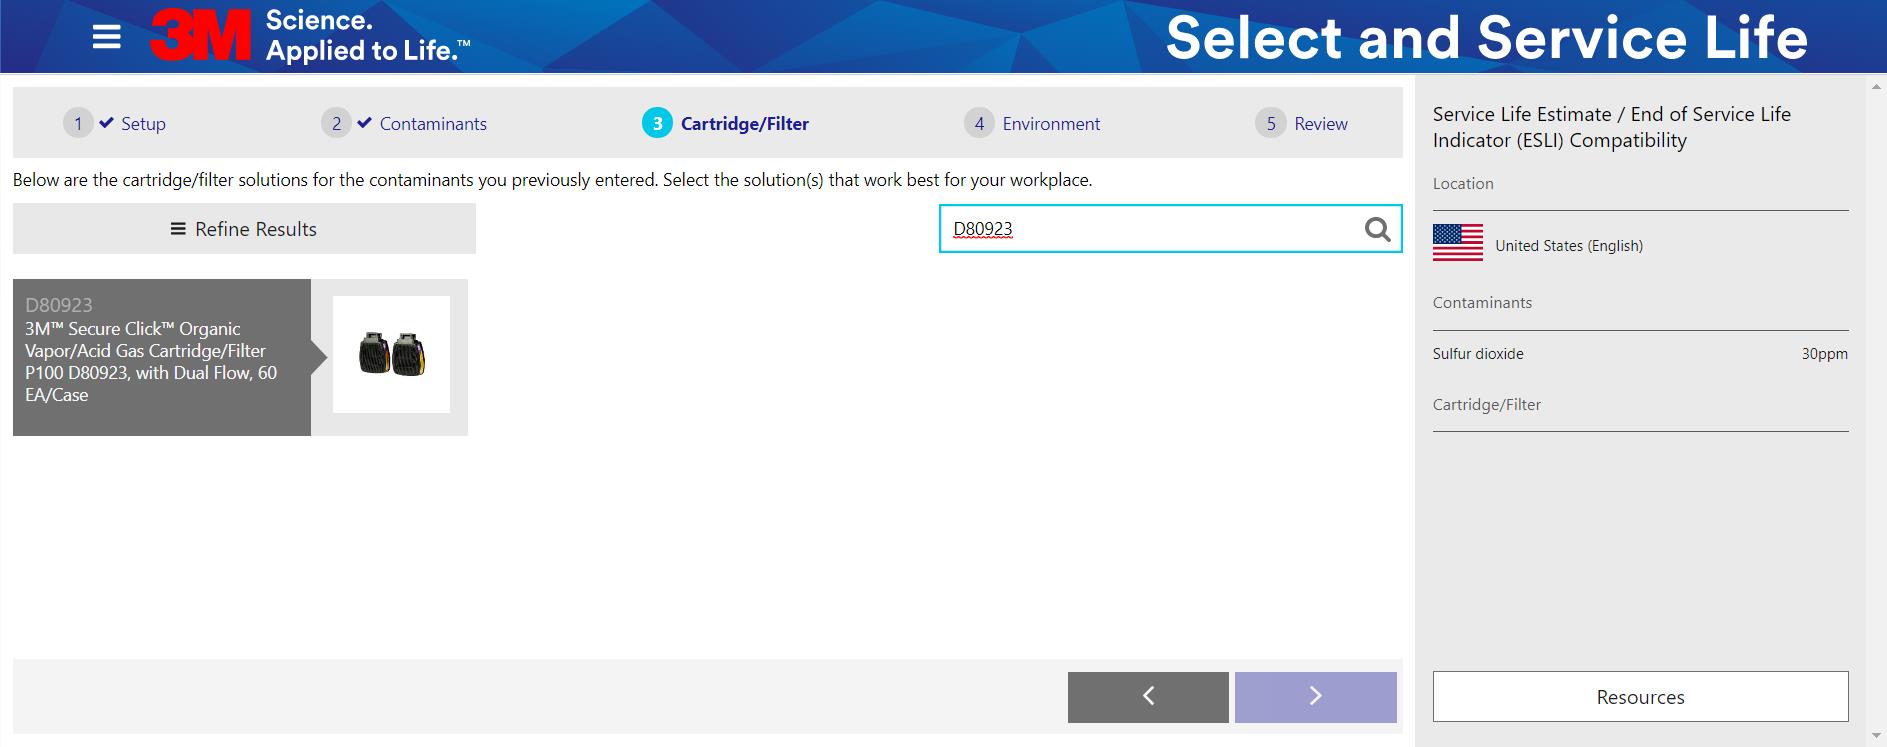 3M Science.
Applied to Life.™
Select and Service Life
1 Setup
2 Contaminants
3 Cartridge/Filter
4 Environment
5 Review
Below are the cartridge/filter solutions for the contaminants you previously entered. Select the solution(s) that work best for your workplace.
Refine Results
D80923
D80923
3M™ Secure Click™ Organic
Vapor/Acid Gas Cartridge/Filter
P100 D80923, with Dual Flow, 60
EA/Case
Service Life Estimate / End of Service Life
Indicator (ESLI) Compatibility
Location
United States (English)
Contaminants
Sulfur dioxide 30ppm
Cartridge/Filter
Resources